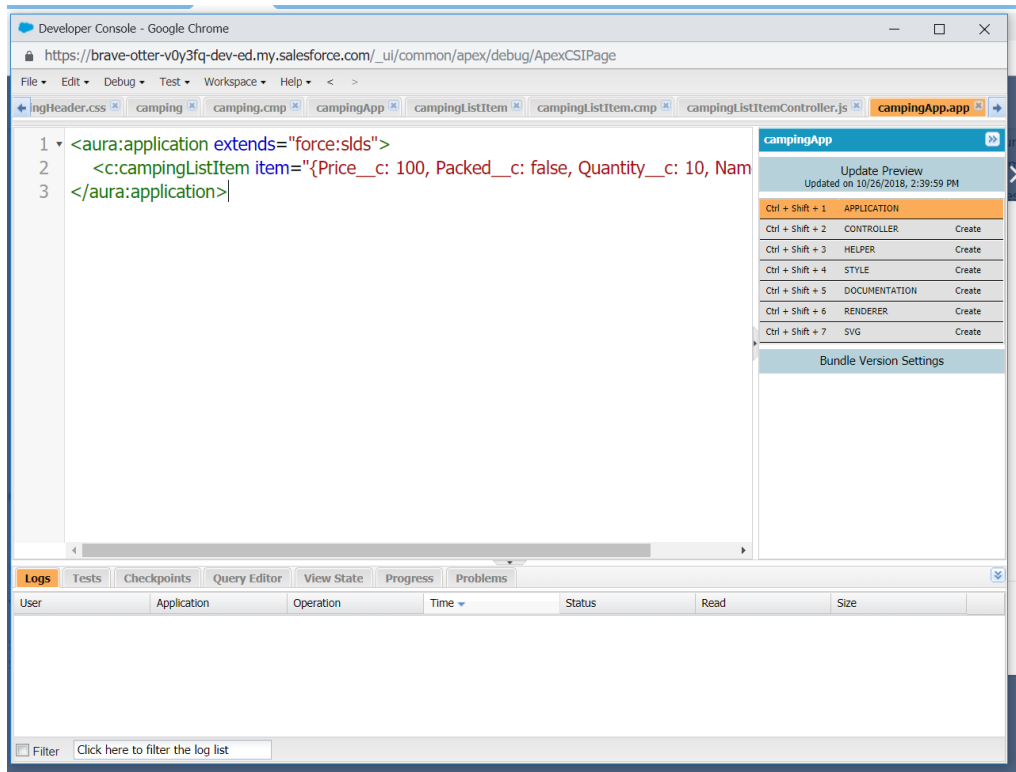 Developer Console - Google Chrome
https://brave-otter-v0y3fq-dev-ed.my.salesforce.com/_ui/common/apex/debug/ApexCSIPage
File Edit Debug Test Workspace Help < >
ingHeader.css camping camping.cmp campingApp campingListItem campingListItem.cmp campingListItemController.js campingApp.app
1 <aura:application extends="force:slds">
2 <c:campingListItem item="{Price__c: 100, Packed__c: false, Quantity__c: 10, Nam
3 </aura:application>
campingApp
Update Preview
Updated on 10/26/2018, 2:39:59 PM
Ctrl + Shift + 1 APPLICATION
Ctrl + Shift + 2 CONTROLLER Create
Ctrl + Shift + 3 HELPER Create
Ctrl + Shift + 4 STYLE Create
Ctrl + Shift + 5 DOCUMENTATION Create
Ctrl + Shift + 6 RENDERER Create
Ctrl + Shift + 7 SVG Create
Bundle Version Settings
Logs Tests Checkpoints Query Editor View State Progress Problems
User Application Operation Time Status Read Size
Filter Click here to filter the log list